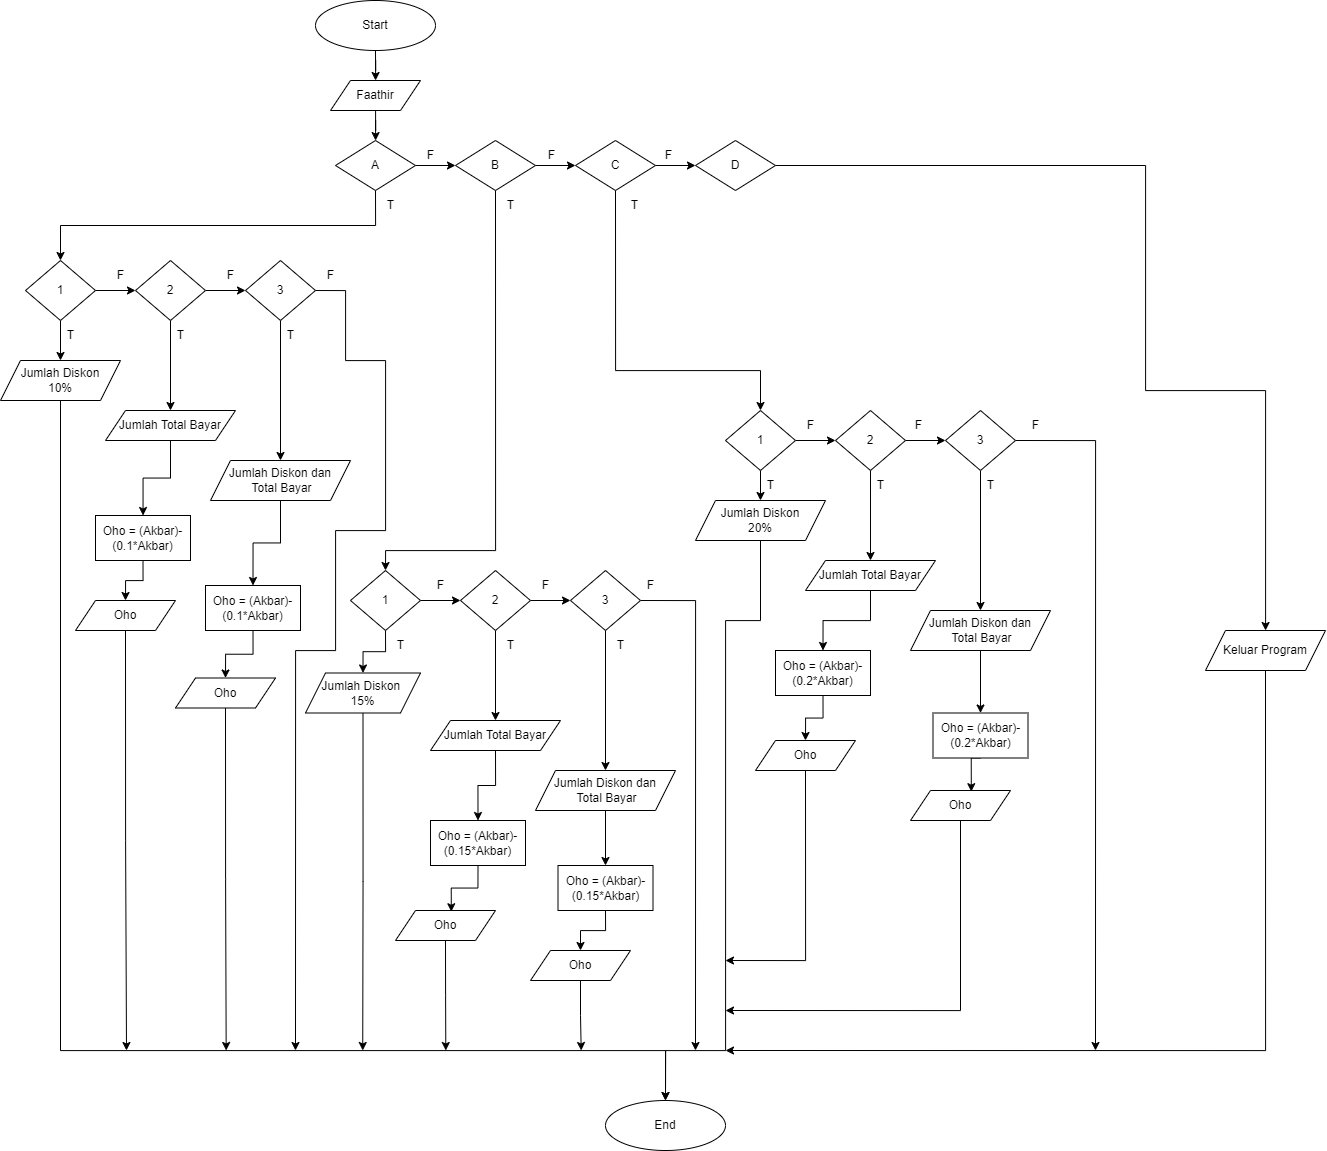 Start
Faathir
A
F
B
F
C
F
D
T
T
T
1
F
2
F
3
F
T
T
T
Jumlah Diskon
10%
Jumlah Total Bayar
Jumlah Diskon dan
Total Bayar
Oho = (Akbar)-
(0.1*Akbar)
Oho = (Akbar)-
(0.1*Akbar)
Oho
Oho
1
F
2
F
3
F
T
T
T
Jumlah Diskon
15%
Jumlah Total Bayar
Jumlah Diskon dan
Total Bayar
Oho = (Akbar)-
(0.15*Akbar)
Oho = (Akbar)-
(0.15*Akbar)
Oho
Oho
1
F
2
F
3
F
T
T
T
Jumlah Diskon
20%
Jumlah Total Bayar
Jumlah Diskon dan
Total Bayar
Oho = (Akbar)-
(0.2*Akbar)
Oho = (Akbar)-
(0.2*Akbar)
Oho
Oho
Keluar Program
End